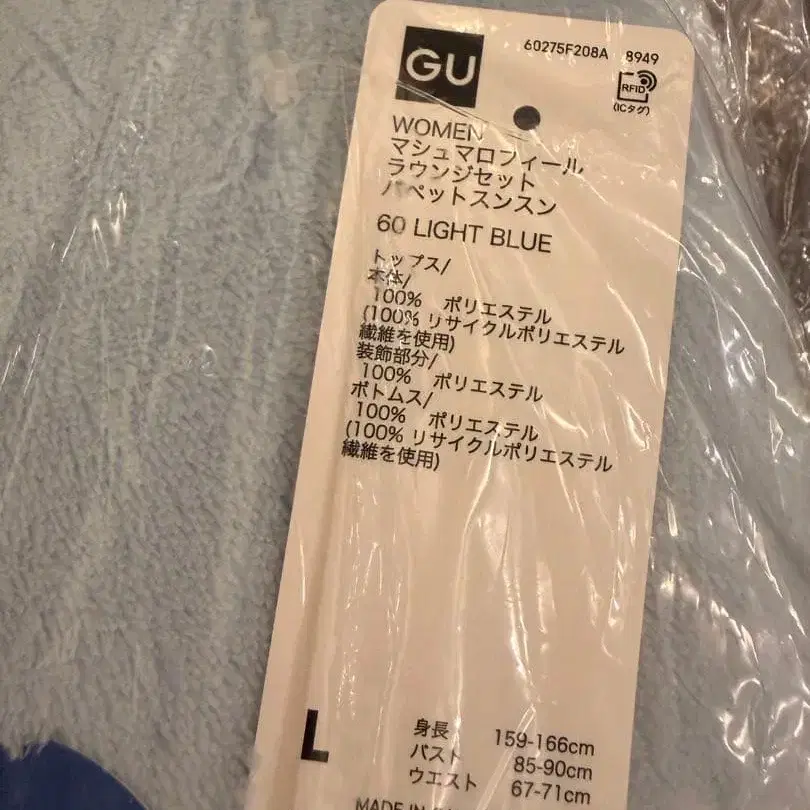 GU
60275F208A 8949
RFID
(ICタグ)
WOMEN
マシュマロフィール
ラウンジセット
パペットスンスン
60 LIGHT BLUE
トップス/
本体/
100% ポリエステル
(100% リサイクルポリエステル
繊維を使用)
装飾部分/
100% ポリエステル
ボトムス/
100% ポリエステル
(100% リサイクルポリエステル
繊維を使用)
L
身長 159-166cm
バスト 85-90cm
ウエスト 67-71cm
MADE IN